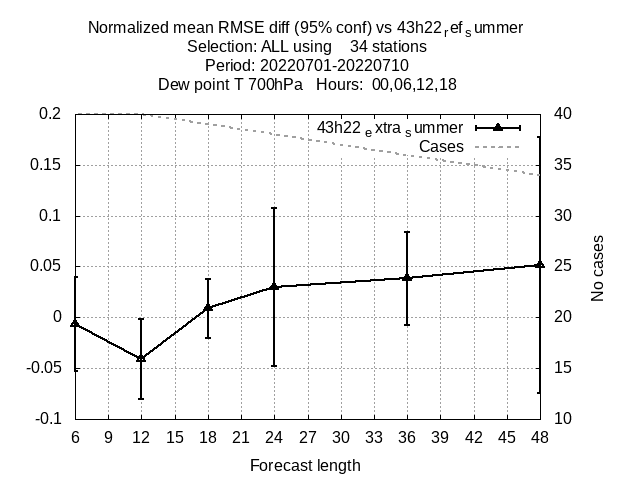 Normalized mean RMSE diff (95% conf) vs 43h22refsummer
Selection: ALL using 34 stations
Period: 20220701-20220710
Dew point T 700hPa Hours: 00,06,12,18
43h22extrasummer
Cases
0.2
0.15
0.1
0.05
0
-0.05
-0.1
40
35
30
25
20
15
10
No cases
6 9 12 15 18 21 24 27 30 33 36 39 42 45 48
Forecast length